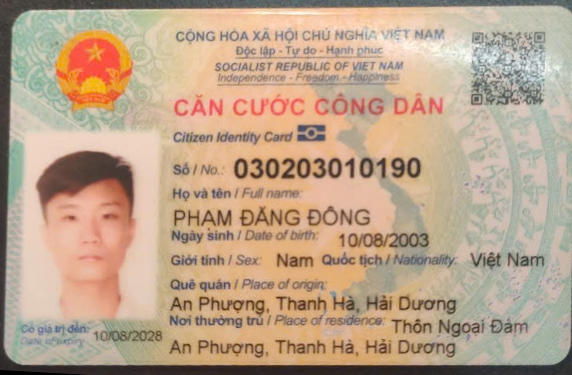 CỘNG HÒA XÃ HỘI CHỦ NGHĨA VIỆT NAM
Độc lập - Tự do - Hạnh phúc
SOCIALIST REPUBLIC OF VIET NAM
Independence - Freedom - Happiness
CĂN CƯỚC CÔNG DÂN
Citizen Identity Card
Số / No.: 030203010190
Họ và tên / Full name:
PHẠM ĐĂNG ĐÔNG
Ngày sinh / Date of birth: 10/08/2003
Giới tính / Sex: Nam Quốc tịch / Nationality: Việt Nam
Quê quán / Place of origin:
An Phượng, Thanh Hà, Hải Dương
Nơi thường trú / Place of residence: Thôn Ngoại Đàm
An Phượng, Thanh Hà, Hải Dương
Có giá trị đến: 10/08/2028
Date of expiry